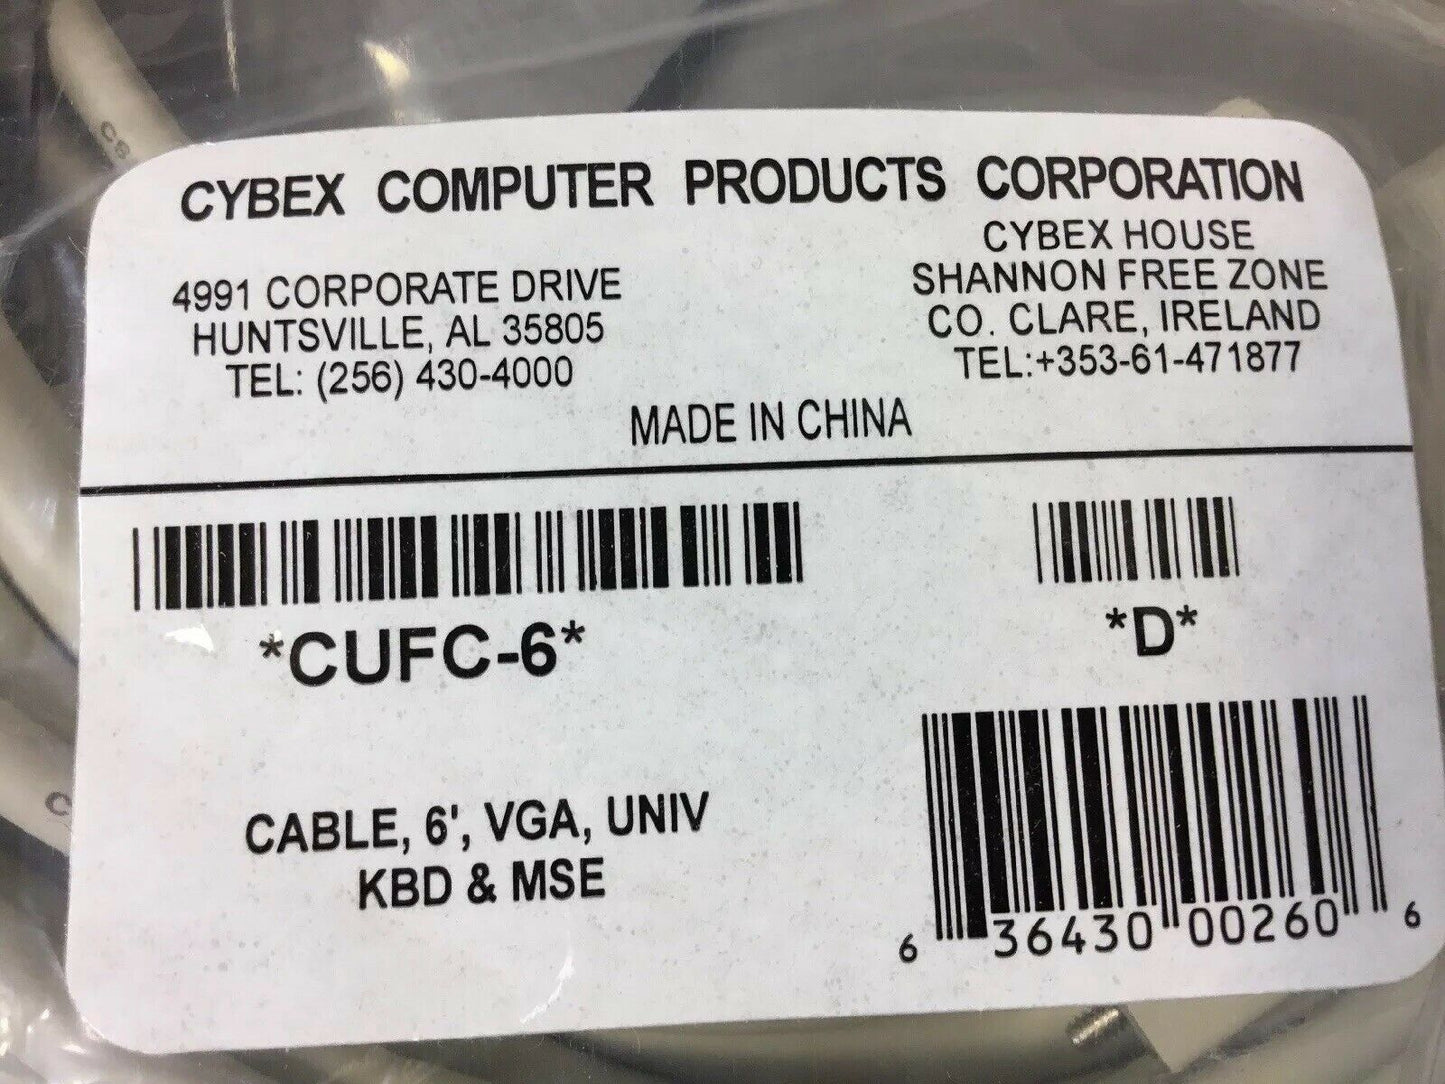 CYBEX COMPUTER PRODUCTS CORPORATION
4991 CORPORATE DRIVE
HUNTSVILLE, AL 35805
TEL: (256) 430-4000
CYBEX HOUSE
SHANNON FREE ZONE
CO. CLARE, IRELAND
TEL:+353-61-471877
MADE IN CHINA
*CUFC-6*
*D*
CABLE, 6', VGA, UNIV
KBD & MSE
6 36430 00260 6